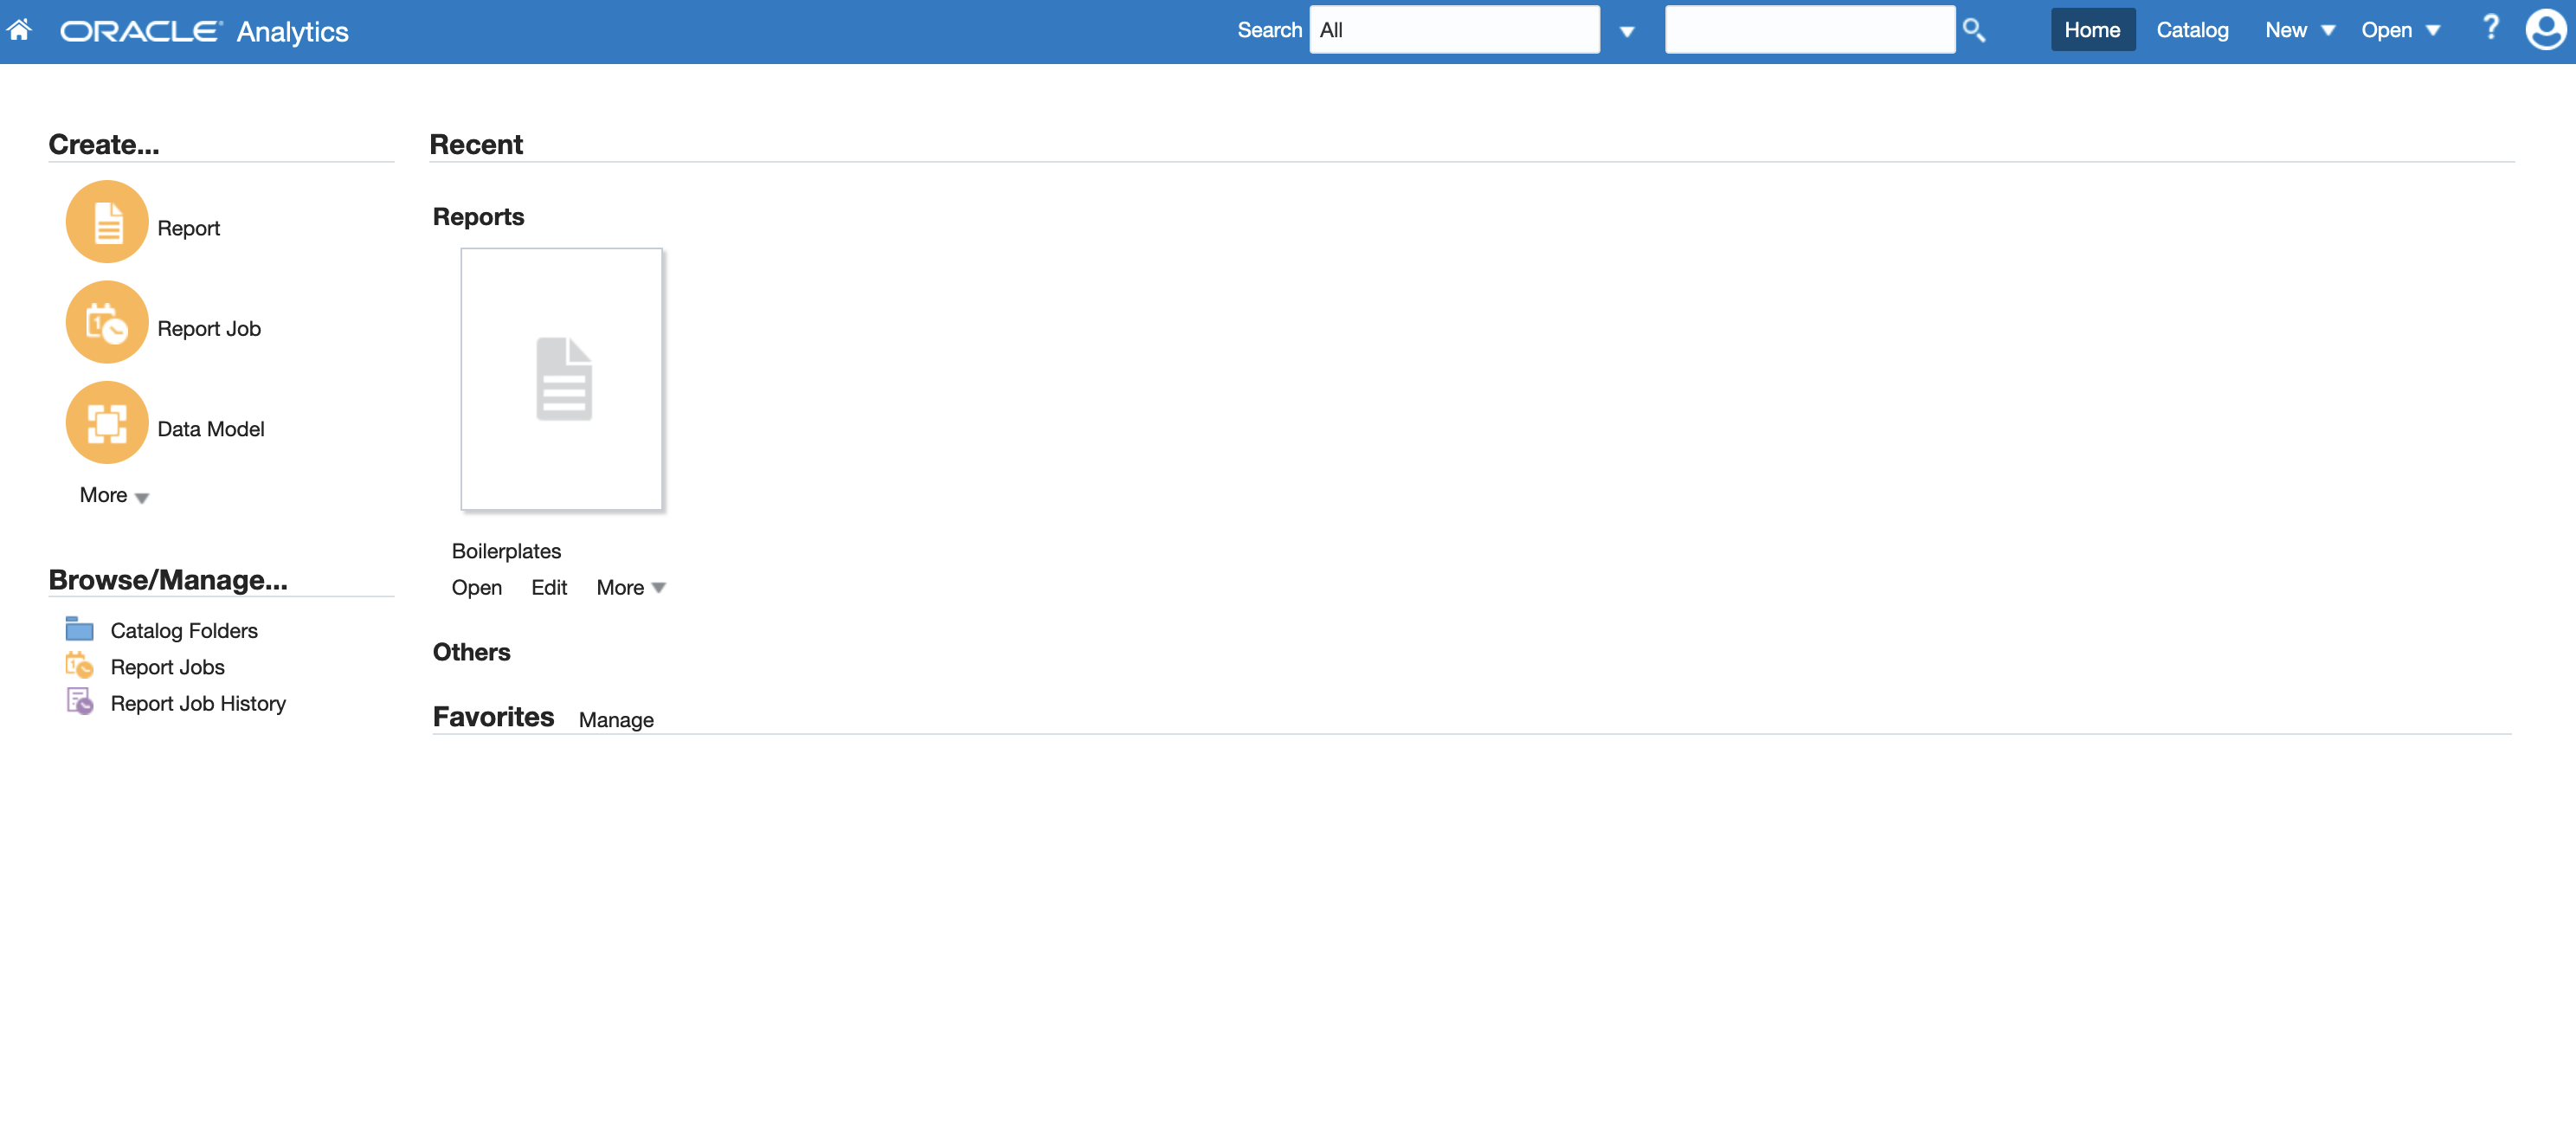 ORACLE Analytics
Search All
Home Catalog New Open ?
Create...
Report
Report Job
Data Model
More
Browse/Manage...
Catalog Folders
Report Jobs
Report Job History
Recent
Reports
Boilerplates
Open Edit More
Others
Favorites Manage